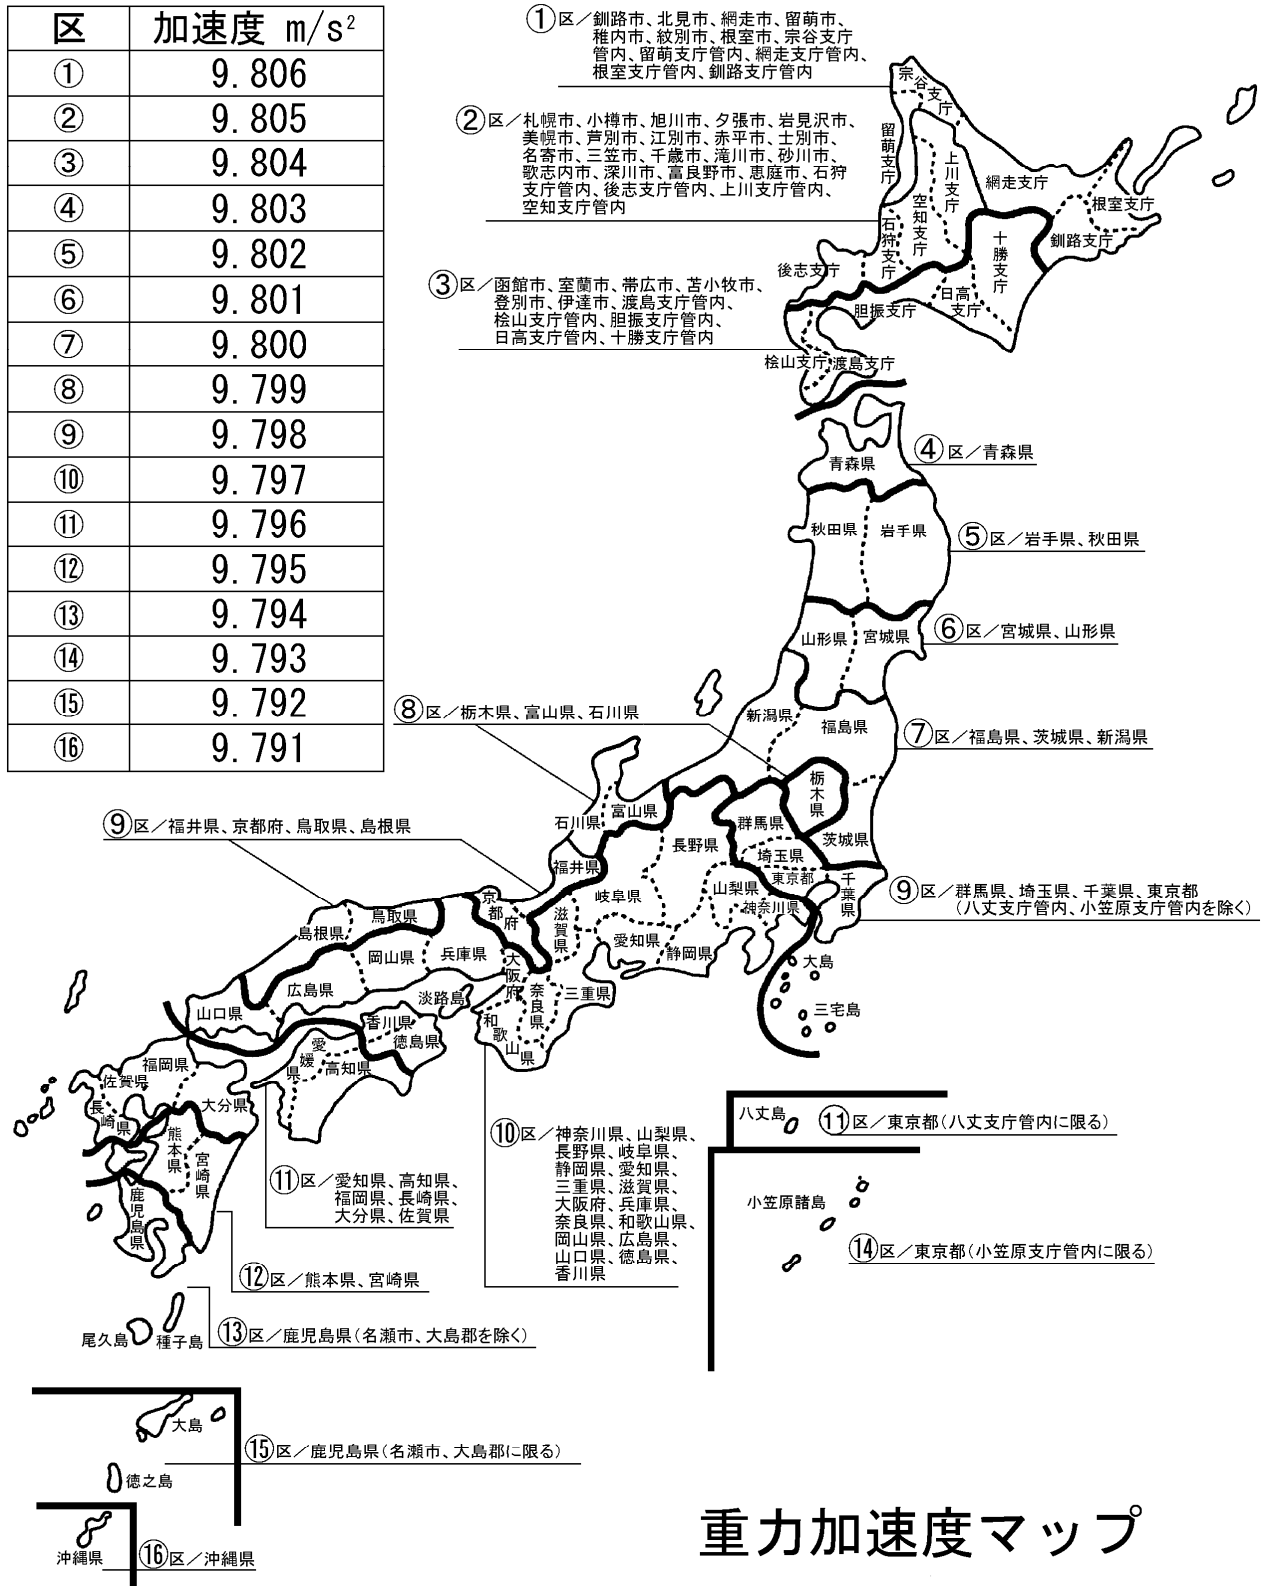 区 加速度 m/s²
① 9.806
② 9.805
③ 9.804
④ 9.803
⑤ 9.802
⑥ 9.801
⑦ 9.800
⑧ 9.799
⑨ 9.798
⑩ 9.797
⑪ 9.796
⑫ 9.795
⑬ 9.794
⑭ 9.793
⑮ 9.792
⑯ 9.791
①区／釧路市、北見市、網走市、留萌市、
稚内市、紋別市、根室市、宗谷支庁
管内、留萌支庁管内、網走支庁管内、
根室支庁管内、釧路支庁管内
②区／札幌市、小樽市、旭川市、夕張市、岩見沢市、
美幌市、芦別市、江別市、赤平市、士別市、
名寄市、三笠市、千歳市、滝川市、砂川市、
歌志内市、深川市、富良野市、恵庭市、石狩
支庁管内、後志支庁管内、上川支庁管内、
空知支庁管内
③区／函館市、室蘭市、帯広市、苫小牧市、
登別市、伊達市、渡島支庁管内、
桧山支庁管内、胆振支庁管内、
日高支庁管内、十勝支庁管内
宗谷支庁
留萌支庁
上川支庁
網走支庁
根室支庁
空知支庁
石狩支庁
十勝支庁
釧路支庁
後志支庁
日高支庁
胆振支庁
桧山支庁
渡島支庁
青森県
④区／青森県
秋田県
岩手県
⑤区／岩手県、秋田県
山形県
宮城県
⑥区／宮城県、山形県
⑧区／栃木県、富山県、石川県
新潟県
福島県
⑦区／福島県、茨城県、新潟県
栃木県
富山県
石川県
群馬県
茨城県
⑨区／福井県、京都府、鳥取県、島根県
長野県
埼玉県
福井県
東京都
千葉県
山梨県
岐阜県
神奈川県
⑨区／群馬県、埼玉県、千葉県、東京都
（八丈支庁管内、小笠原支庁管内を除く）
京都府
鳥取県
島根県
滋賀県
愛知県
静岡県
岡山県
兵庫県
大阪府
大島
広島県
淡路島
奈良県
三重県
三宅島
山口県
香川県
徳島県
和歌山県
愛媛県
高知県
福岡県
佐賀県
長崎県
大分県
熊本県
宮崎県
鹿児島県
八丈島
⑪区／東京都（八丈支庁管内に限る）
⑩区／神奈川県、山梨県、
長野県、岐阜県、
静岡県、愛知県、
三重県、滋賀県、
大阪府、兵庫県、
奈良県、和歌山県、
岡山県、広島県、
山口県、徳島県、
香川県
⑪区／愛知県、高知県、
福岡県、長崎県、
大分県、佐賀県
小笠原諸島
⑭区／東京都（小笠原支庁管内に限る）
⑫区／熊本県、宮崎県
尾久島
種子島
⑬区／鹿児島県（名瀬市、大島郡を除く）
大島
⑮区／鹿児島県（名瀬市、大島郡に限る）
徳之島
沖縄県
⑯区／沖縄県
重力加速度マップ